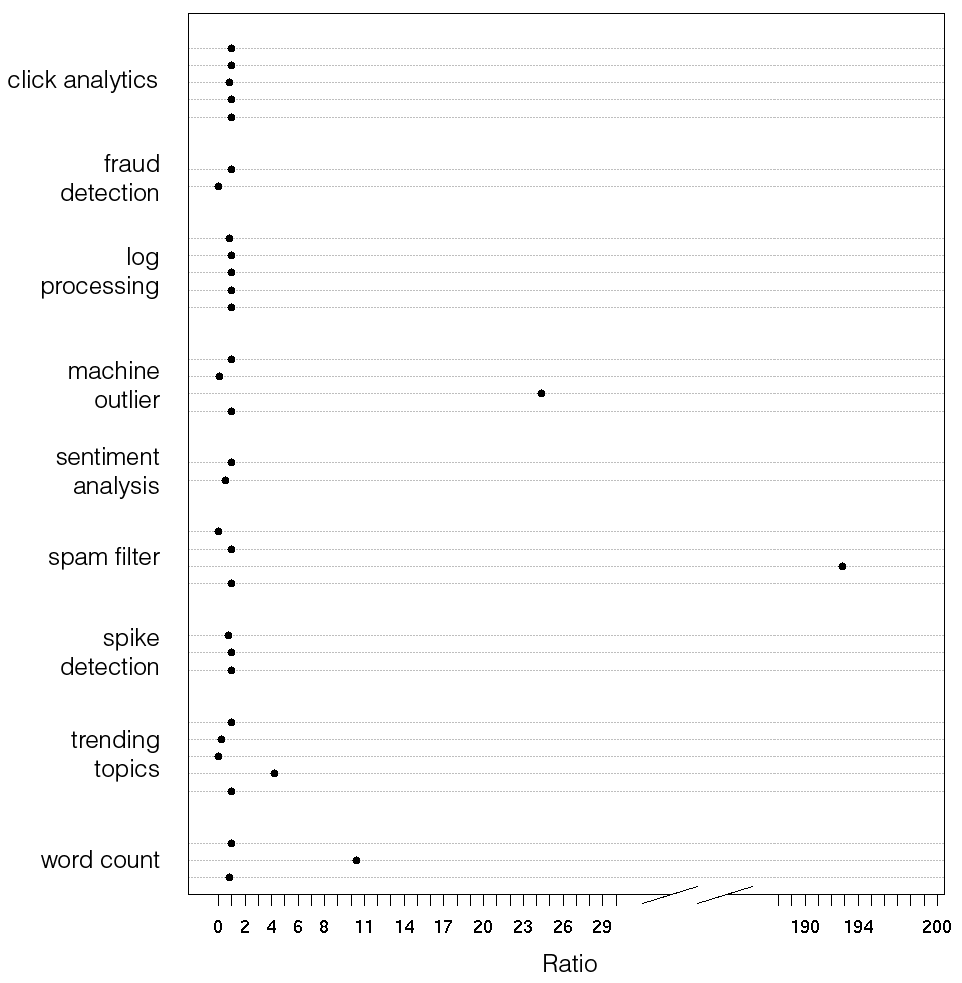 click analytics
fraud
detection
log
processing
machine
outlier
sentiment
analysis
spam filter
spike
detection
trending
topics
word count
0 2 4 6 8 11 14 17 20 23 26 29 190 194 200
Ratio